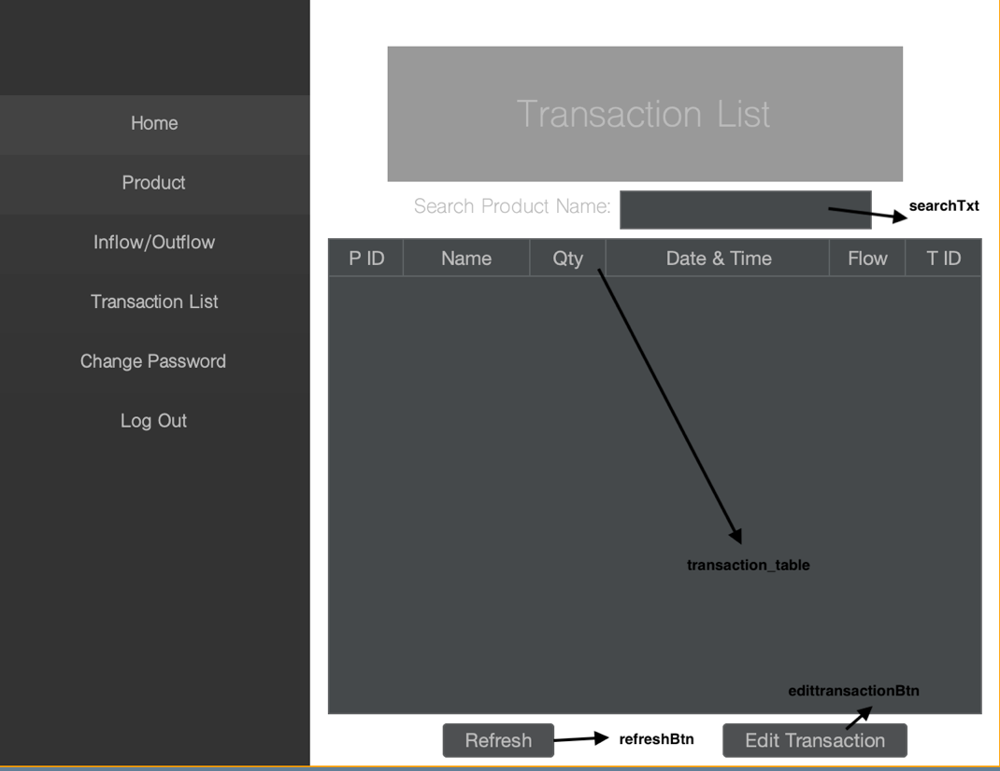 Home
Product
Inflow/Outflow
Transaction List
Change Password
Log Out
Transaction List
Search Product Name:
searchTxt
P ID Name Qty Date & Time Flow T ID
transaction_table
edittransactionBtn
Refresh
refreshBtn
Edit Transaction